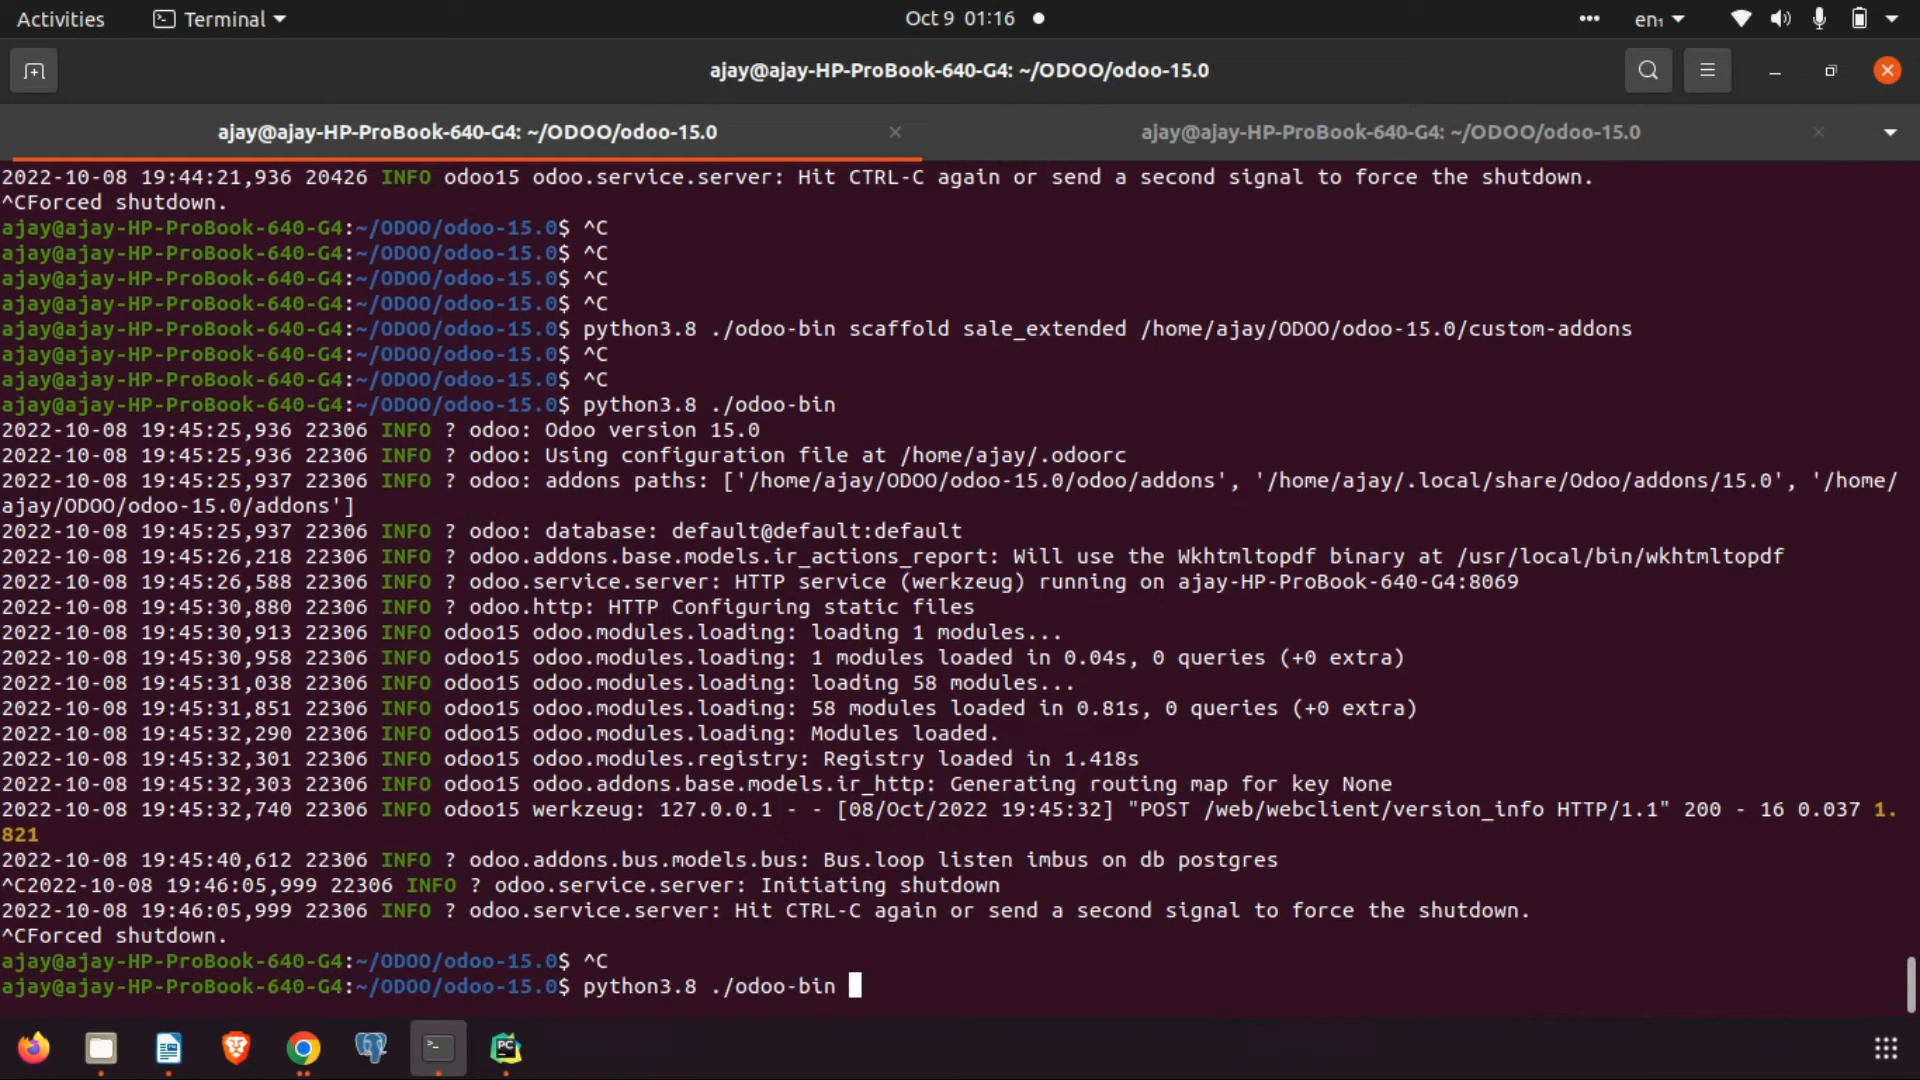 Activities
Terminal
Oct 9 01:16
en₁
ajay@ajay-HP-ProBook-640-G4: ~/ODOO/odoo-15.0
ajay@ajay-HP-ProBook-640-G4: ~/ODOO/odoo-15.0
ajay@ajay-HP-ProBook-640-G4: ~/ODOO/odoo-15.0
2022-10-08 19:44:21,936 20426 INFO odoo15 odoo.service.server: Hit CTRL-C again or send a second signal to force the shutdown.
^CForced shutdown.
ajay@ajay-HP-ProBook-640-G4:~/ODOO/odoo-15.0$ ^C
ajay@ajay-HP-ProBook-640-G4:~/ODOO/odoo-15.0$ ^C
ajay@ajay-HP-ProBook-640-G4:~/ODOO/odoo-15.0$ ^C
ajay@ajay-HP-ProBook-640-G4:~/ODOO/odoo-15.0$ ^C
ajay@ajay-HP-ProBook-640-G4:~/ODOO/odoo-15.0$ python3.8 ./odoo-bin scaffold sale_extended /home/ajay/ODOO/odoo-15.0/custom-addons
ajay@ajay-HP-ProBook-640-G4:~/ODOO/odoo-15.0$ ^C
ajay@ajay-HP-ProBook-640-G4:~/ODOO/odoo-15.0$ ^C
ajay@ajay-HP-ProBook-640-G4:~/ODOO/odoo-15.0$ python3.8 ./odoo-bin
2022-10-08 19:45:25,936 22306 INFO ? odoo: Odoo version 15.0
2022-10-08 19:45:25,936 22306 INFO ? odoo: Using configuration file at /home/ajay/.odoorc
2022-10-08 19:45:25,937 22306 INFO ? odoo: addons paths: ['/home/ajay/ODOO/odoo-15.0/odoo/addons', '/home/ajay/.local/share/Odoo/addons/15.0', '/home/
ajay/ODOO/odoo-15.0/addons']
2022-10-08 19:45:25,937 22306 INFO ? odoo: database: default@default:default
2022-10-08 19:45:26,218 22306 INFO ? odoo.addons.base.models.ir_actions_report: Will use the Wkhtmltopdf binary at /usr/local/bin/wkhtmltopdf
2022-10-08 19:45:26,588 22306 INFO ? odoo.service.server: HTTP service (werkzeug) running on ajay-HP-ProBook-640-G4:8069
2022-10-08 19:45:30,880 22306 INFO ? odoo.http: HTTP Configuring static files
2022-10-08 19:45:30,913 22306 INFO odoo15 odoo.modules.loading: loading 1 modules...
2022-10-08 19:45:30,958 22306 INFO odoo15 odoo.modules.loading: 1 modules loaded in 0.04s, 0 queries (+0 extra)
2022-10-08 19:45:31,038 22306 INFO odoo15 odoo.modules.loading: loading 58 modules...
2022-10-08 19:45:31,851 22306 INFO odoo15 odoo.modules.loading: 58 modules loaded in 0.81s, 0 queries (+0 extra)
2022-10-08 19:45:32,290 22306 INFO odoo15 odoo.modules.loading: Modules loaded.
2022-10-08 19:45:32,301 22306 INFO odoo15 odoo.modules.registry: Registry loaded in 1.418s
2022-10-08 19:45:32,303 22306 INFO odoo15 odoo.addons.base.models.ir_http: Generating routing map for key None
2022-10-08 19:45:32,740 22306 INFO odoo15 werkzeug: 127.0.0.1 - - [08/Oct/2022 19:45:32] "POST /web/webclient/version_info HTTP/1.1" 200 - 16 0.037 1.
821
2022-10-08 19:45:40,612 22306 INFO ? odoo.addons.bus.models.bus: Bus.loop listen imbus on db postgres
^C2022-10-08 19:46:05,999 22306 INFO ? odoo.service.server: Initiating shutdown
2022-10-08 19:46:05,999 22306 INFO ? odoo.service.server: Hit CTRL-C again or send a second signal to force the shutdown.
^CForced shutdown.
ajay@ajay-HP-ProBook-640-G4:~/ODOO/odoo-15.0$ ^C
ajay@ajay-HP-ProBook-640-G4:~/ODOO/odoo-15.0$ python3.8 ./odoo-bin
PC